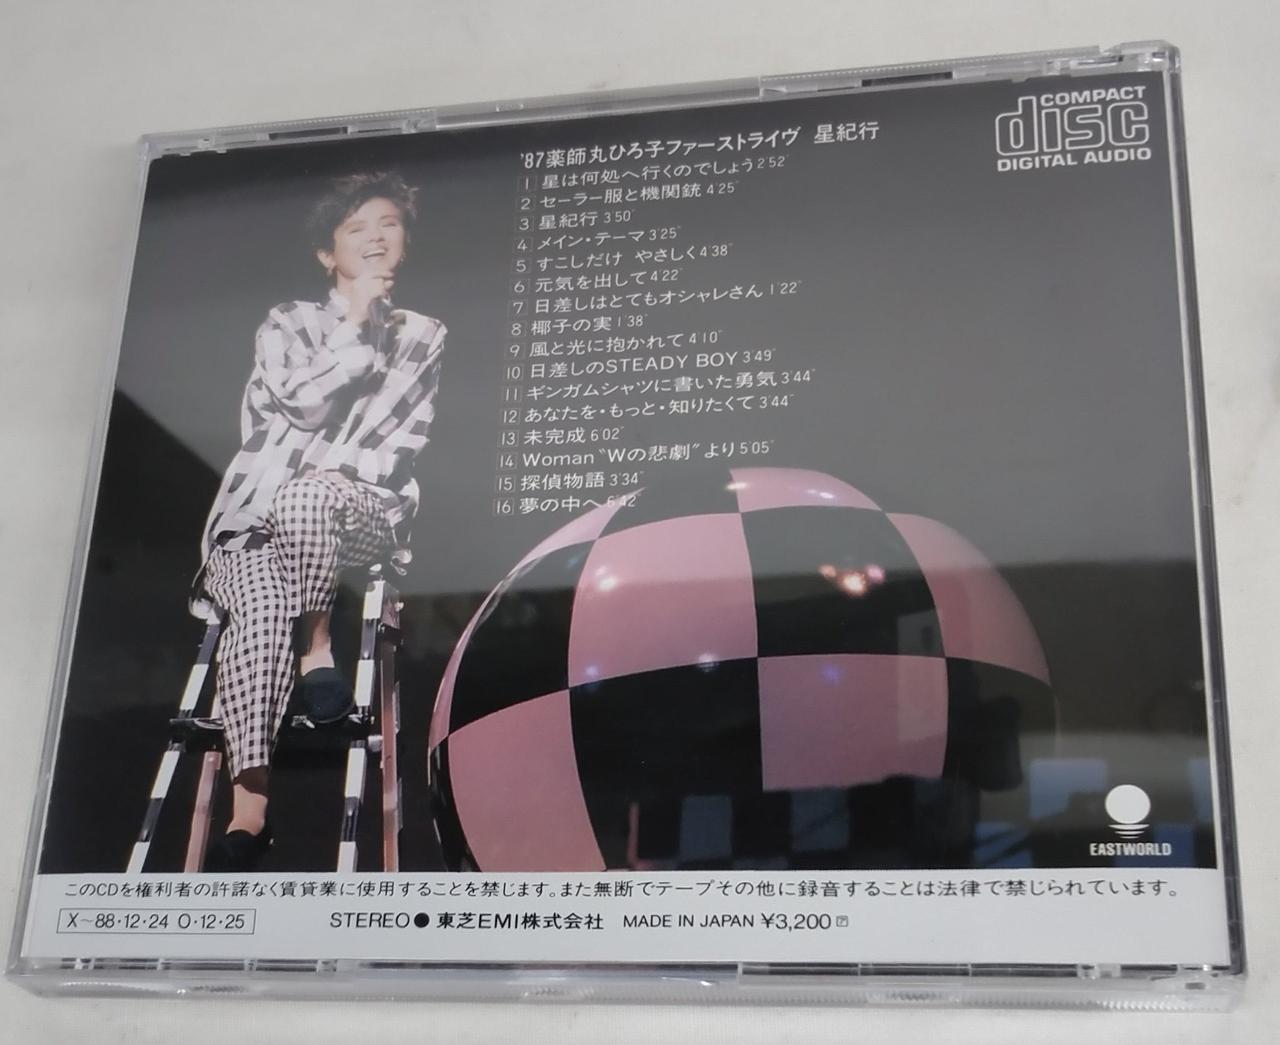 COMPACT
disc
DIGITAL AUDIO
'87薬師丸ひろ子ファーストライヴ 星紀行
1 星は何処へ行くのでしょう2'52"
2 セーラー服と機関銃 4'25"
3 星紀行 3'50"
4 メイン・テーマ 3'25"
5 すこしだけ やさしく4'38"
6 元気を出して4'22"
7 日差しはとてもオシャレさん 1'22"
8 椰子の実 1'38"
9 風と光に抱かれて 4'10"
10 日差しのSTEADY BOY 3'49"
11 ギンガムシャツに書いた勇気 3'44"
12 あなたを・もっと・知りたくて 3'44"
13 未完成 6'02"
14 Woman "Wの悲劇" より 5'05"
15 探偵物語 3'34"
16 夢の中へ 6'42"
EASTWORLD
このCDを権利者の許諾なく賃貸業に使用することを禁じます。また無断でテープその他に録音することは法律で禁じられています。
X〜88・12・24 O・12・25
STEREO ● 東芝EMI株式会社 MADE IN JAPAN ¥3,200